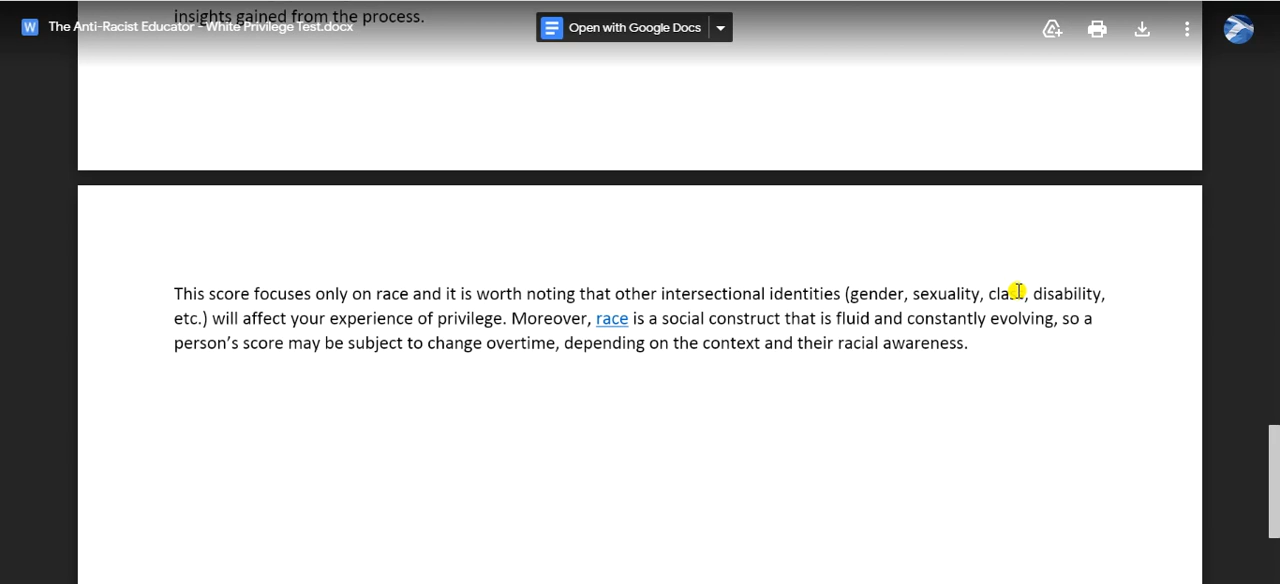 insights gained from the process.
The Anti-Racist Educator - White Privilege Test.docx
Open with Google Docs
This score focuses only on race and it is worth noting that other intersectional identities (gender, sexuality, class, disability,
etc.) will affect your experience of privilege. Moreover, race is a social construct that is fluid and constantly evolving, so a
person’s score may be subject to change overtime, depending on the context and their racial awareness.